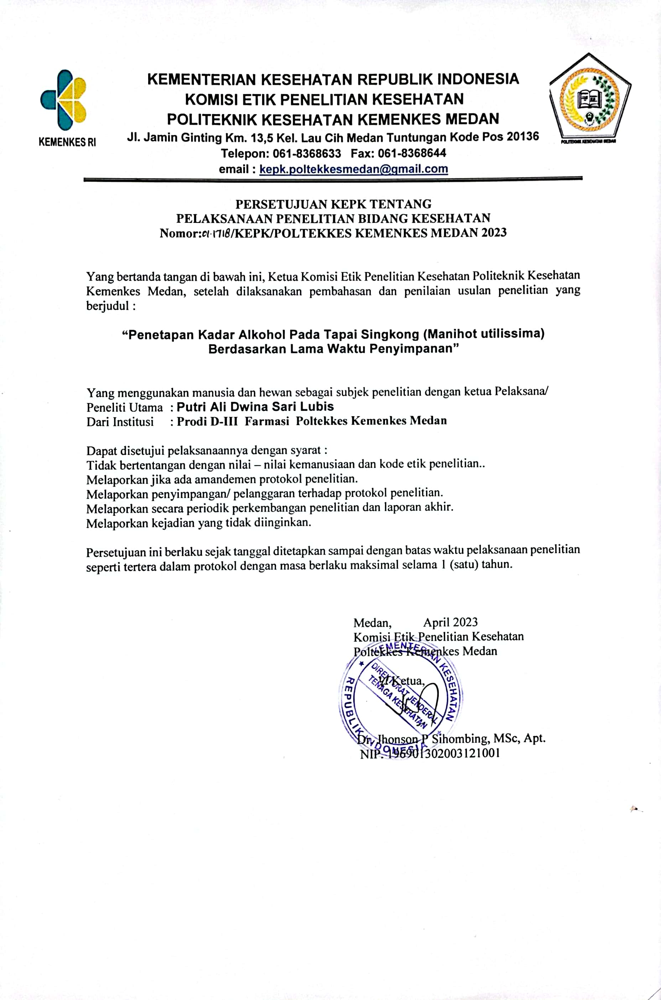 KEMENKES RI
KEMENTERIAN KESEHATAN REPUBLIK INDONESIA
KOMISI ETIK PENELITIAN KESEHATAN
POLITEKNIK KESEHATAN KEMENKES MEDAN
Jl. Jamin Ginting Km. 13,5 Kel. Lau Cih Medan Tuntungan Kode Pos 20136
Telepon: 061-8368633 Fax: 061-8368644
email : kepk.poltekkesmedan@gmail.com
POLITEKNIK KESEHATAN MEDAN
PERSETUJUAN KEPK TENTANG
PELAKSANAAN PENELITIAN BIDANG KESEHATAN
Nomor:01.1718/KEPK/POLTEKKES KEMENKES MEDAN 2023
Yang bertanda tangan di bawah ini, Ketua Komisi Etik Penelitian Kesehatan Politeknik Kesehatan
Kemenkes Medan, setelah dilaksanakan pembahasan dan penilaian usulan penelitian yang
berjudul :
“Penetapan Kadar Alkohol Pada Tapai Singkong (Manihot utilissima)
Berdasarkan Lama Waktu Penyimpanan”
Yang menggunakan manusia dan hewan sebagai subjek penelitian dengan ketua Pelaksana/
Peneliti Utama : Putri Ali Dwina Sari Lubis
Dari Institusi : Prodi D-III Farmasi Poltekkes Kemenkes Medan
Dapat disetujui pelaksanaannya dengan syarat :
Tidak bertentangan dengan nilai – nilai kemanusiaan dan kode etik penelitian..
Melaporkan jika ada amandemen protokol penelitian.
Melaporkan penyimpangan/ pelanggaran terhadap protokol penelitian.
Melaporkan secara periodik perkembangan penelitian dan laporan akhir.
Melaporkan kejadian yang tidak diinginkan.
Persetujuan ini berlaku sejak tanggal ditetapkan sampai dengan batas waktu pelaksanaan penelitian
seperti tertera dalam protokol dengan masa berlaku maksimal selama 1 (satu) tahun.
Medan, April 2023
Komisi Etik Penelitian Kesehatan
Poltekkes Kemenkes Medan
Ketua,
KEMENTERIAN KESEHATAN
DIREKTORAT JENDERAL
TENAGA KESEHATAN
REPUBLIK INDONESIA
Dr. Jhonson P Sihombing, MSc, Apt.
NIP. 196901302003121001